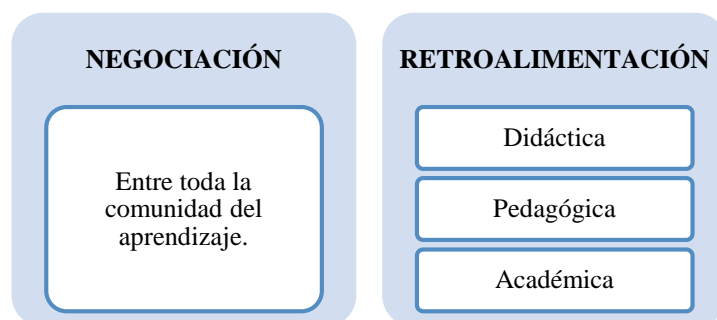 NEGOCIACIÓN
Entre toda la
comunidad del
aprendizaje.
RETROALIMENTACIÓN
Didáctica
Pedagógica
Académica